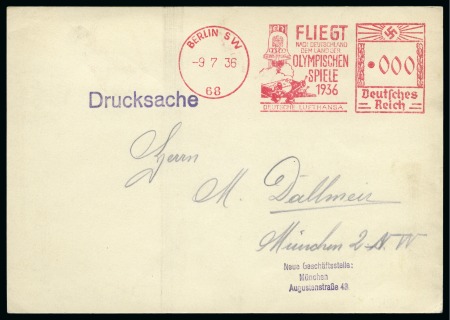 BERLIN SW
-9 7 36
68
FLIEGT
NACH DEUTSCHLAND
DEM LAND DER
OLYMPISCHEN
SPIELE
1936
DEUTSCHE LUFTHANSA
000
Deutsches
Reich
Drucksache
Herrn
M. Dallmeir
München 2-N.W
Neue Geschäftsstelle:
München
Augustenstraße 43